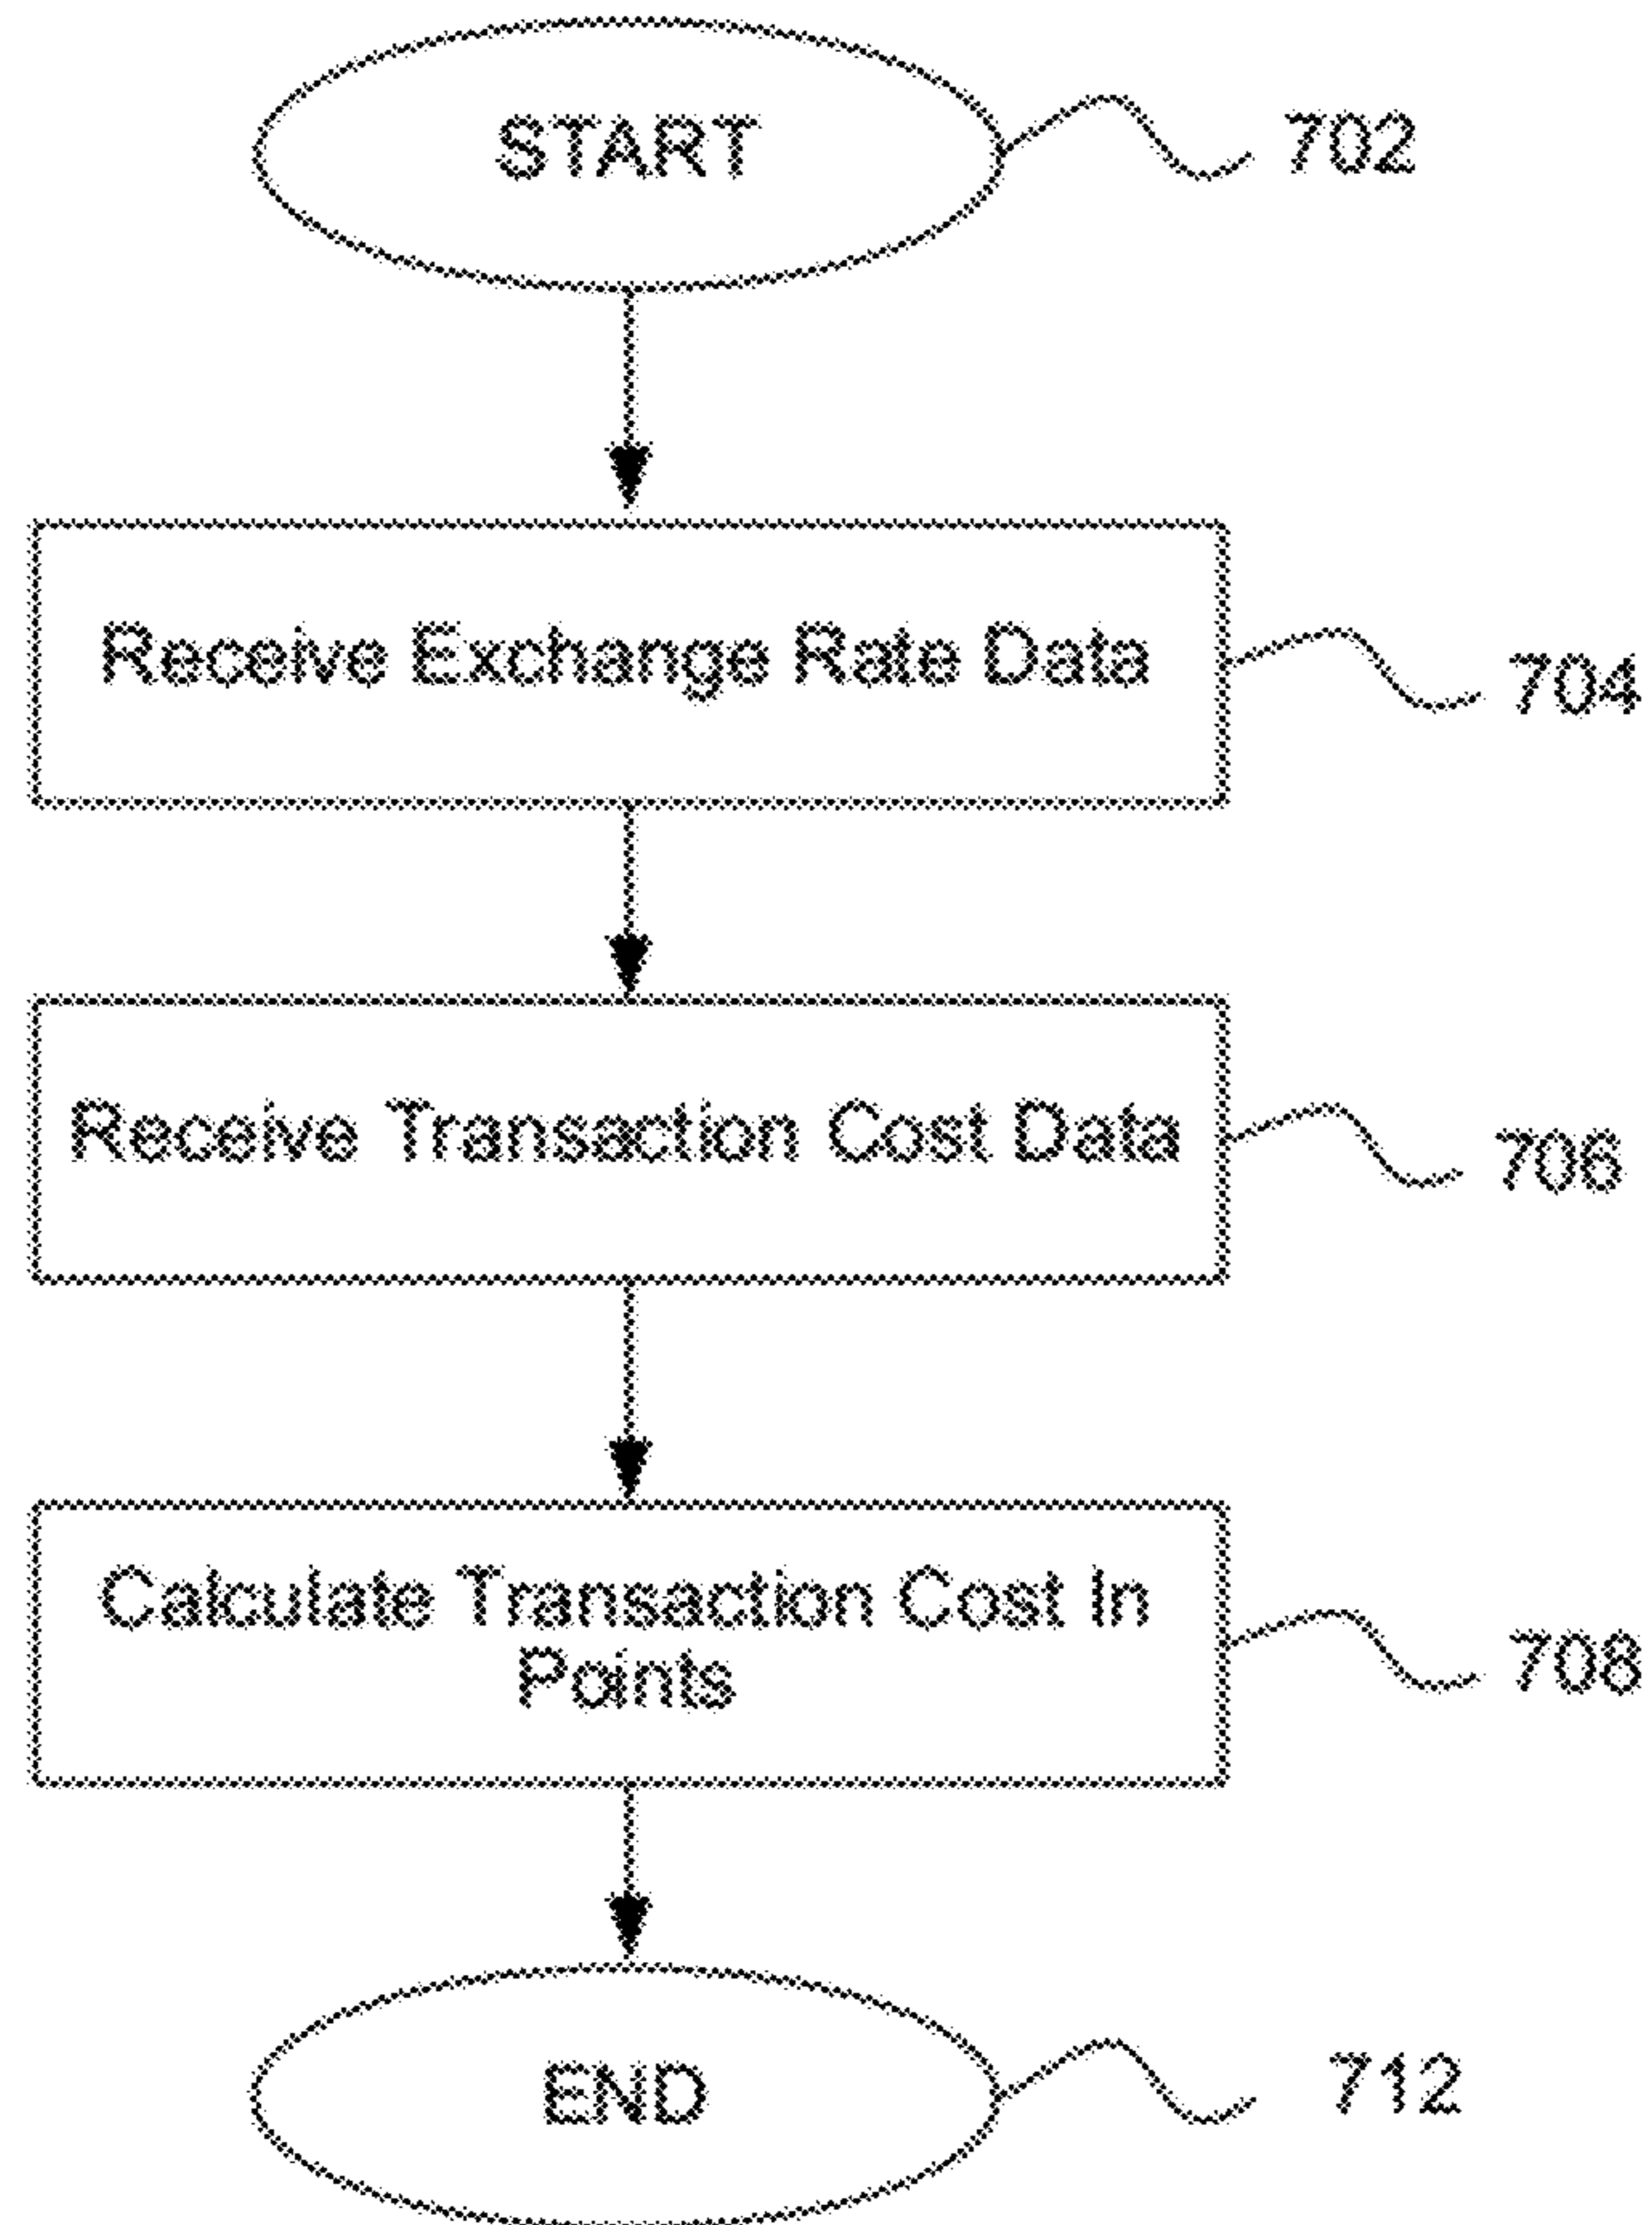 START
702
Receive Exchange Rate Data
704
Receive Transaction Cost Data
706
Calculate Transaction Cost In
Points
708
END
712